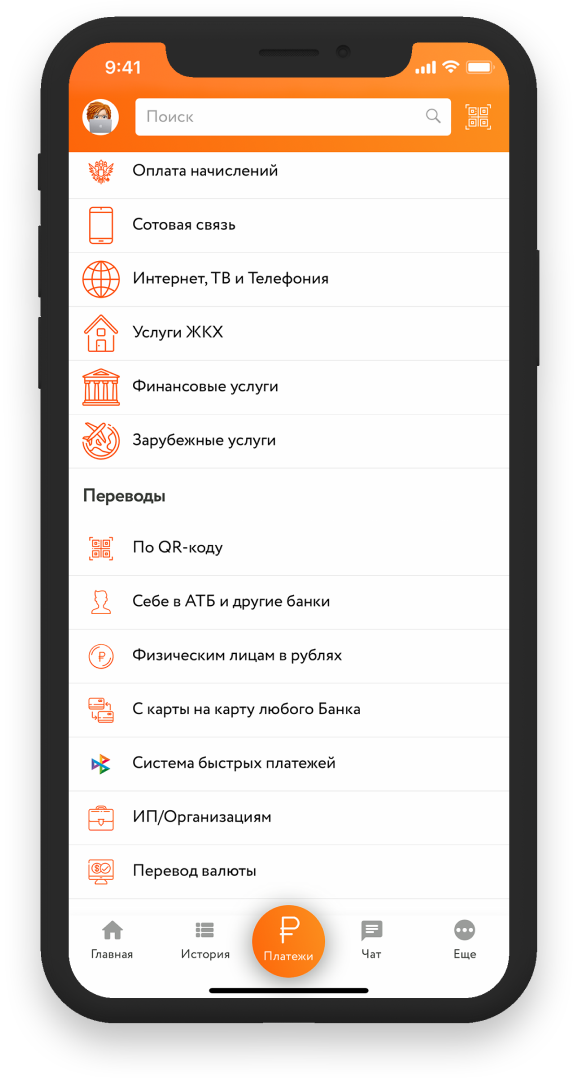 9:41
Поиск
Оплата начислений
Сотовая связь
Интернет, ТВ и Телефония
Услуги ЖКХ
Финансовые услуги
Зарубежные услуги
Переводы
По QR-коду
Себе в АТБ и другие банки
Физическим лицам в рублях
С карты на карту любого Банка
Система быстрых платежей
ИП/Организациям
Перевод валюты
Главная
История
Платежи
Чат
Еще